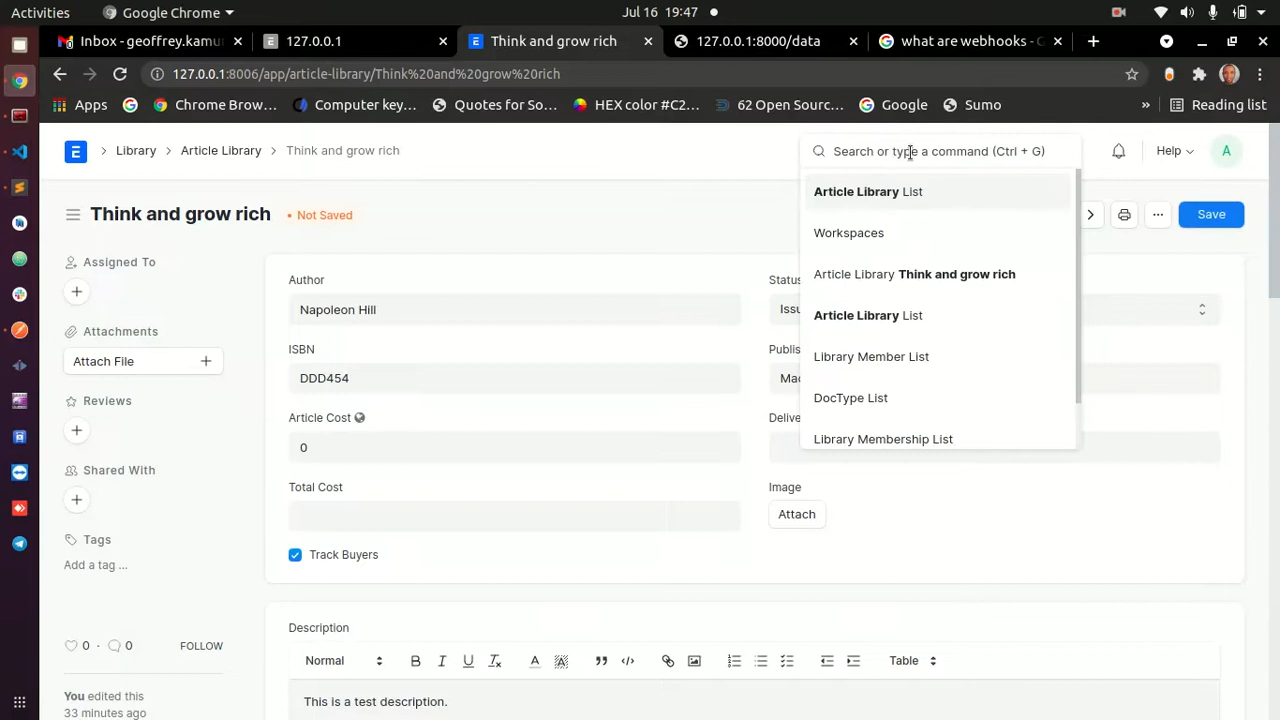 Activities
Google Chrome
Jul 16 19:47
Inbox - geoffrey.kamu
127.0.0.1
Think and grow rich
127.0.0.1:8000/data
what are webhooks - G
127.0.0.1:8006/app/article-library/Think%20and%20grow%20rich
Apps
Chrome Brow...
Computer key...
Quotes for So...
HEX color #C2...
62 Open Sourc...
Google
Sumo
»
Reading list
E
Library
Article Library
Think and grow rich
Search or type a command (Ctrl + G)
Help
A
Think and grow rich
• Not Saved
Save
Article Library List
Workspaces
Article Library Think and grow rich
Article Library List
Library Member List
DocType List
Library Membership List
Assigned To
Attachments
Attach File
Reviews
Shared With
Tags
Add a tag ...
0 · 0
FOLLOW
You edited this
33 minutes ago
Author
Napoleon Hill
ISBN
DDD454
Article Cost
0
Total Cost
Track Buyers
Status
Issu
Publis
Mac
Delive
Image
Attach
Description
Normal
B I U
A
Table
This is a test description.